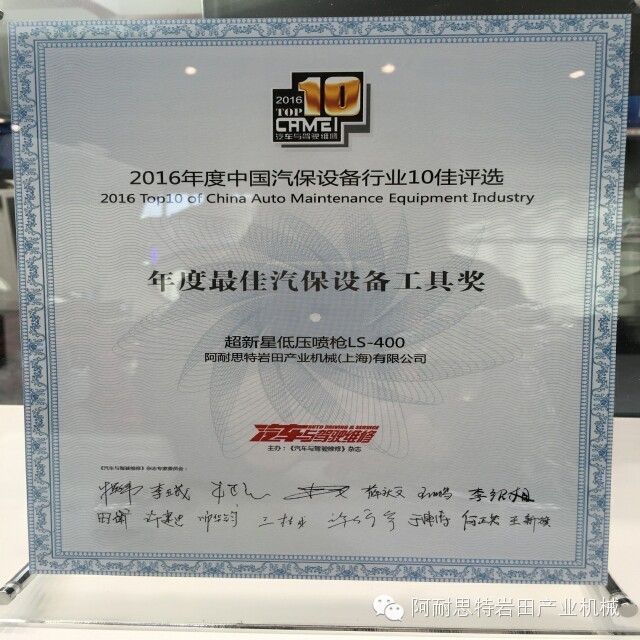 2016
TOP
10
CAMEI
汽车与驾驶维修
2016年度中国汽保设备行业10佳评选
2016 Top10 of China Auto Maintenance Equipment Industry
年度最佳汽保设备工具奖
超新星低压喷枪LS-400
阿耐思特岩田产业机械(上海)有限公司
AUTO DRIVING & SERVICE
汽车与驾驶维修
主办：《汽车与驾驶维修》杂志
《汽车与驾驶维修》杂志专家委员会：
阿耐思特岩田产业机械